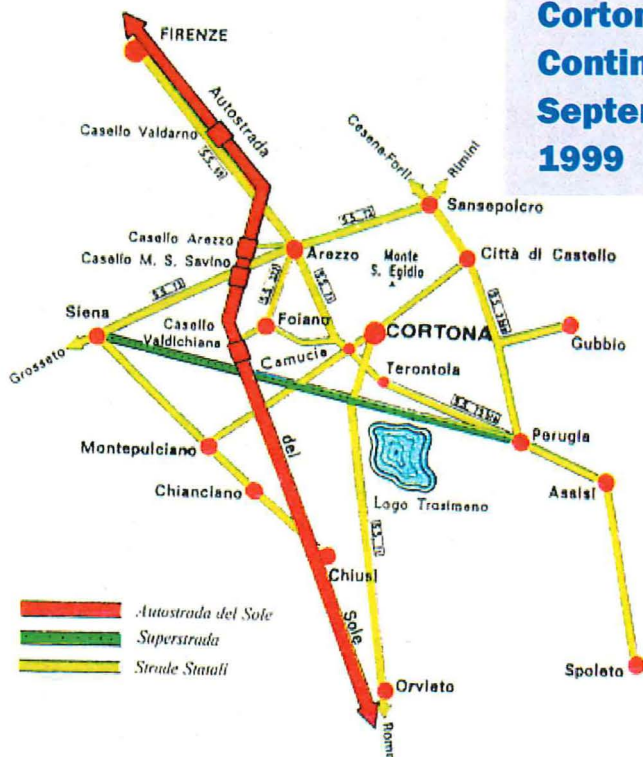 Corton
Contin
Septer
1999
FIRENZE
Autostrada
Casello Valdarno
S.S. 69
Cesena-Forlì
Rimini
Sansepolcro
S.S. 73
Casello Arezzo
Arezzo
Monte
S. Egidio
Città di Castello
Casello M. S. Savino
S.S. 73
S.S. 71
Siena
Casello
Valdichiana
Foiano
CORTONA
Gubbio
Grosseto
Camucia
Terontola
S.S. 75 bis
Montepulciano
del
Perugia
Chianciano
Lago Trasimeno
Assisi
S.S. 71
Chiusi
Autostrada del Sole
Superstrada
Strade Statali
Sole
Orvieto
Spoleto
Roma